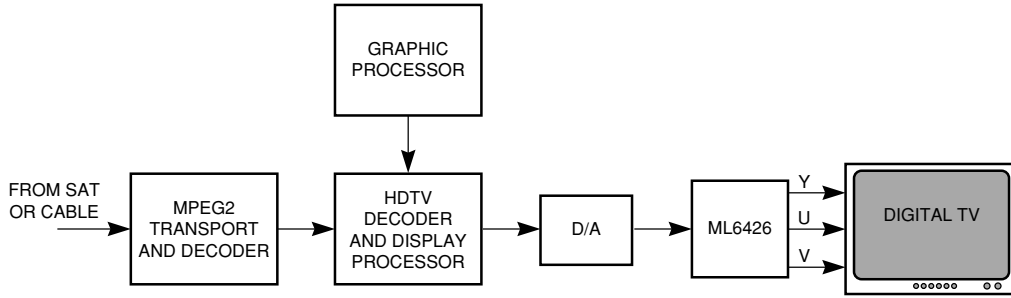 GRAPHIC
PROCESSOR
FROM SAT
OR CABLE
MPEG2
TRANSPORT
AND DECODER
HDTV
DECODER
AND DISPLAY
PROCESSOR
D/A
ML6426
Y
U
V
DIGITAL TV